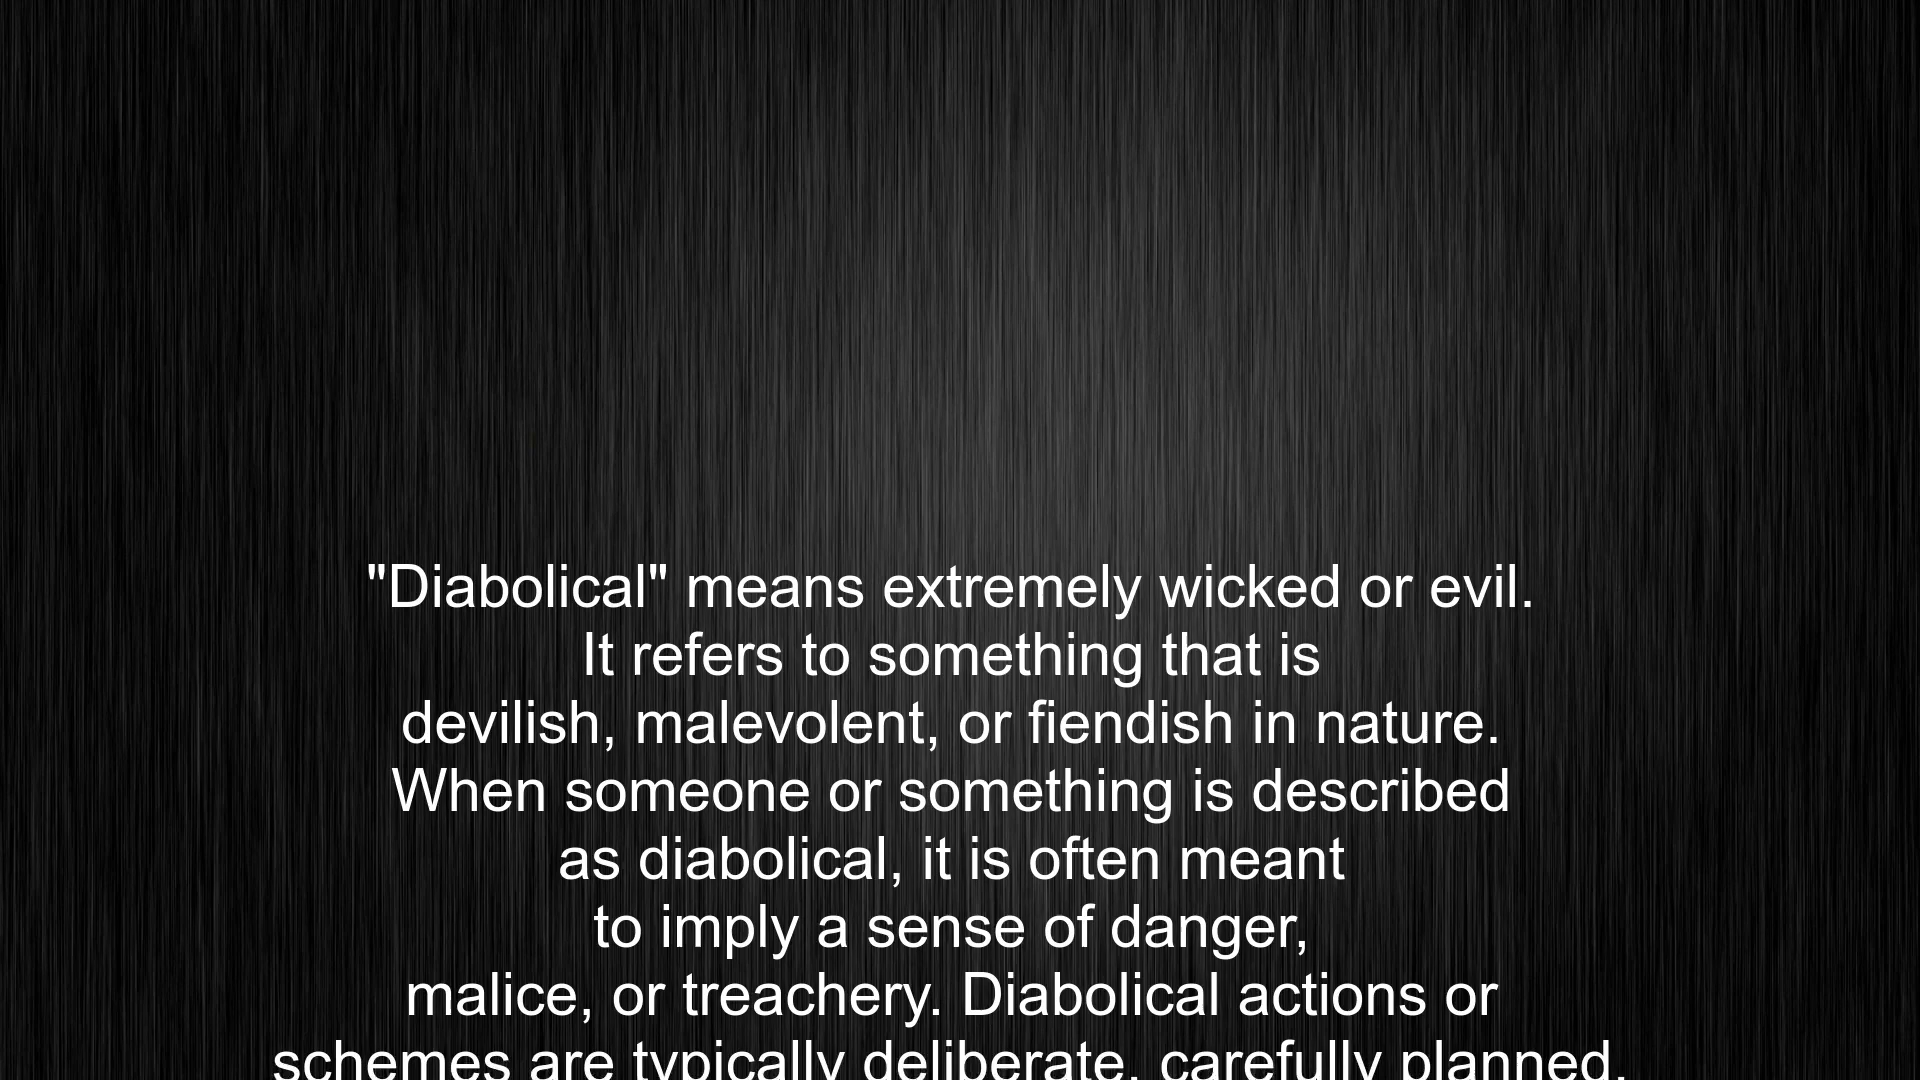 "Diabolical" means extremely wicked or evil.
It refers to something that is
devilish, malevolent, or fiendish in nature.
When someone or something is described
as diabolical, it is often meant
to imply a sense of danger,
malice, or treachery. Diabolical actions or
schemes are typically deliberate, carefully planned,